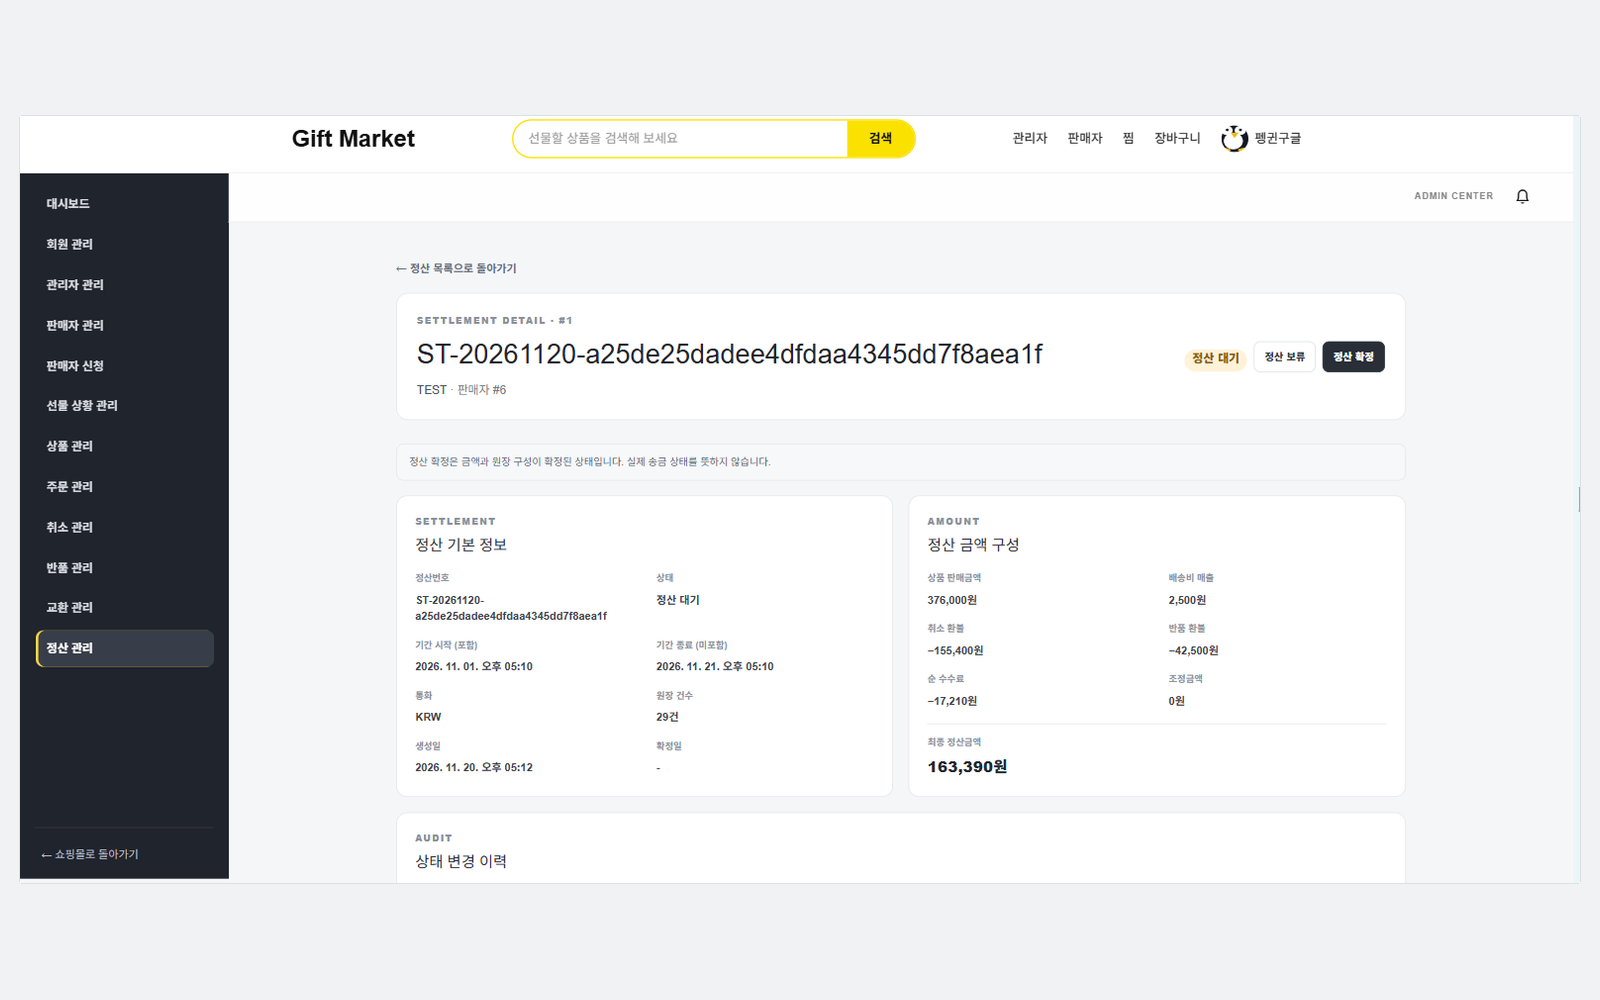 Gift Market
선물할 상품을 검색해 보세요
검색
관리자
판매자
찜
장바구니
펭귄구글
ADMIN CENTER
대시보드
회원 관리
관리자 관리
판매자 관리
판매자 신청
선물 상황 관리
상품 관리
주문 관리
취소 관리
반품 관리
교환 관리
정산 관리
← 쇼핑몰로 돌아가기
← 정산 목록으로 돌아가기
SETTLEMENT DETAIL · #1
ST-20261120-a25de25dadee4dfdaa4345dd7f8aea1f
TEST · 판매자 #6
정산 대기
정산 보류
정산 확정
정산 확정은 금액과 원장 구성이 확정된 상태입니다. 실제 송금 상태를 뜻하지 않습니다.
SETTLEMENT
정산 기본 정보
정산번호
ST-20261120-
a25de25dadee4dfdaa4345dd7f8aea1f
상태
정산 대기
기간 시작 (포함)
2026. 11. 01. 오후 05:10
기간 종료 (미포함)
2026. 11. 21. 오후 05:10
통화
KRW
원장 건수
29건
생성일
2026. 11. 20. 오후 05:12
확정일
-
AMOUNT
정산 금액 구성
상품 판매금액
376,000원
배송비 매출
2,500원
취소 환불
−155,400원
반품 환불
−42,500원
순 수수료
−17,210원
조정금액
0원
최종 정산금액
163,390원
AUDIT
상태 변경 이력